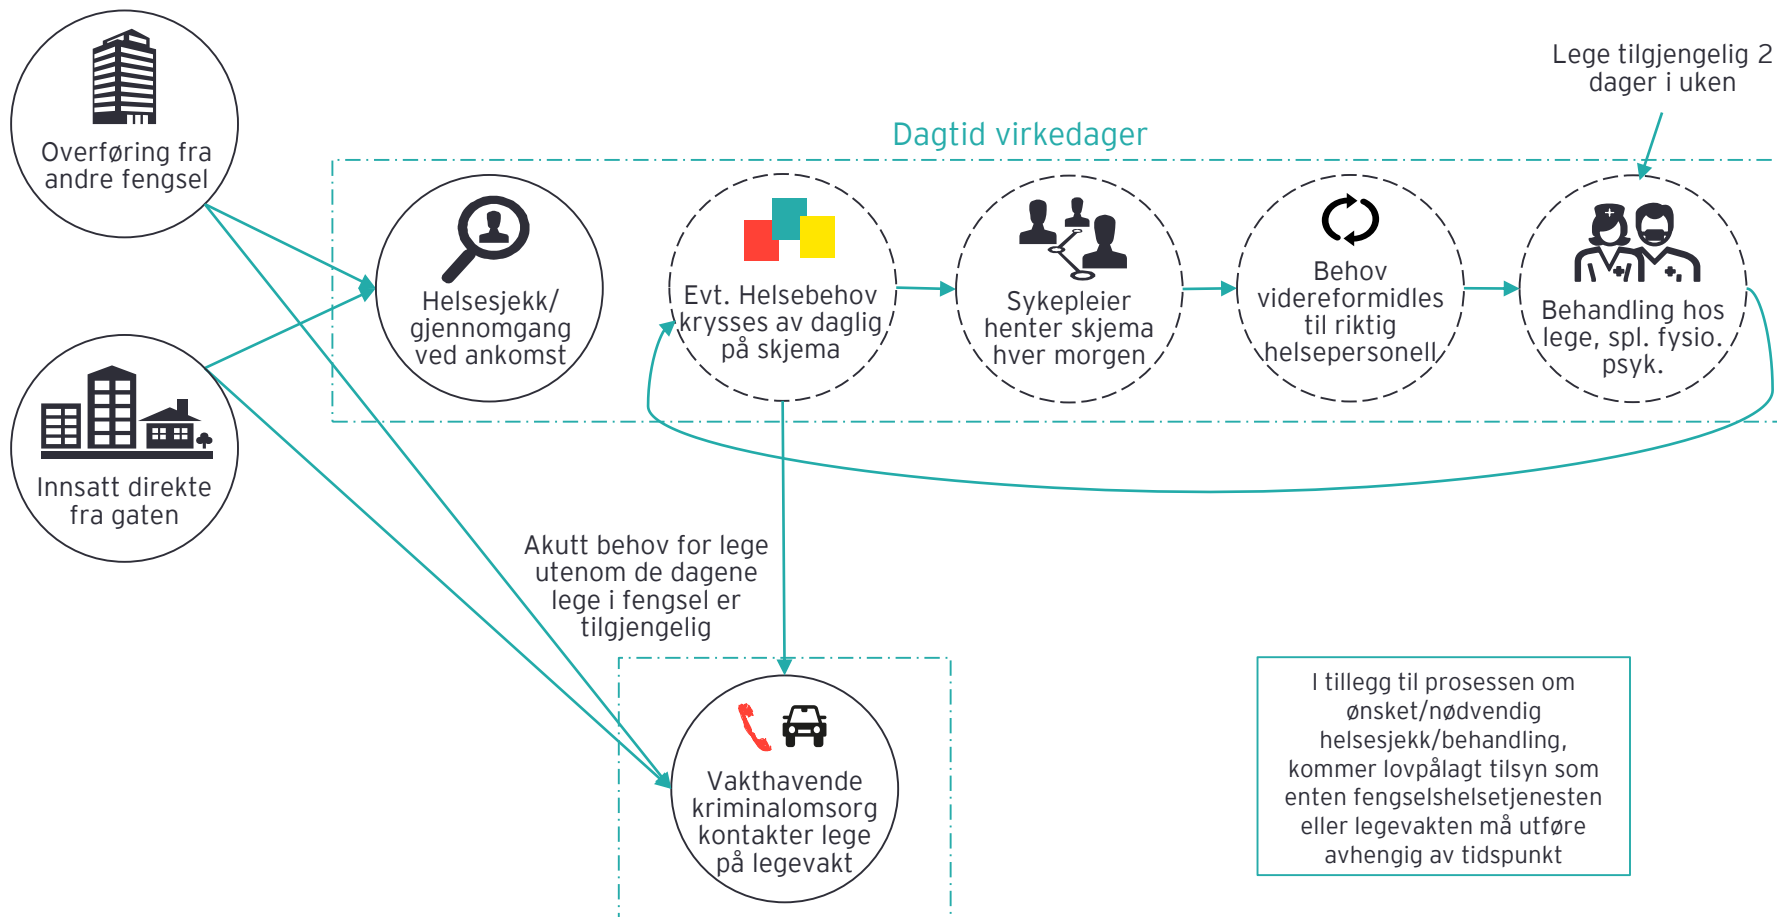 Overføring fra
andre fengsel
Innsatt direkte
fra gaten
Lege tilgjengelig 2
dager i uken
Dagtid virkedager
Helsesjekk/
gjennomgang
ved ankomst
Evt. Helsebehov
krysses av daglig
på skjema
Sykepleier
henter skjema
hver morgen
Behov
videreformidles
til riktig
helsepersonell
Behandling hos
lege, spl. fysio.
psyk.
Akutt behov for lege
utenom de dagene
lege i fengsel er
tilgjengelig
Vakthavende
kriminalomsorg
kontakter lege
på legevakt
I tillegg til prosessen om
ønsket/nødvendig
helsesjekk/behandling,
kommer lovpålagt tilsyn som
enten fengselshelsetjenesten
eller legevakten må utføre
avhengig av tidspunkt